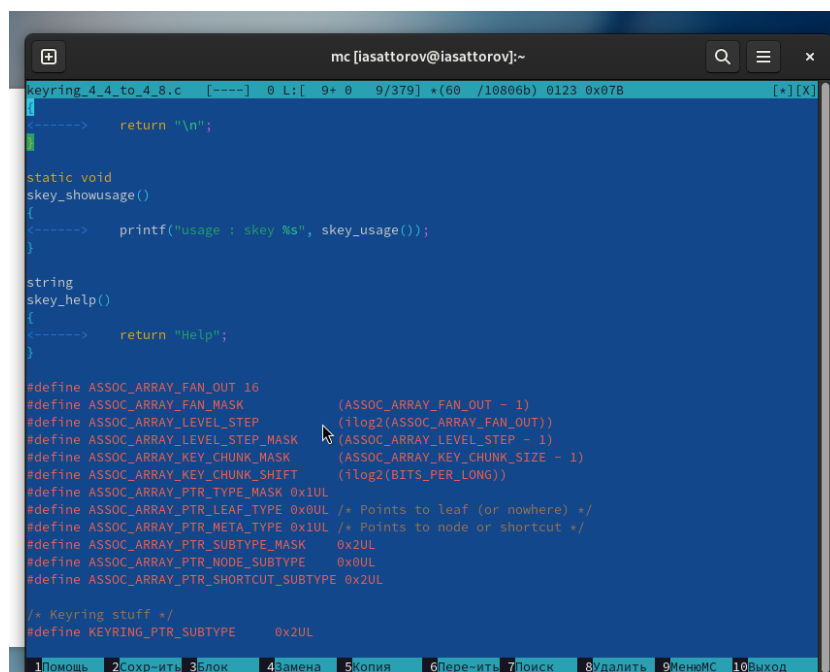 mc [iasattorov@iasattorov]:~
keyring_4_4_to_4_8.c [----] 0 L:[ 9+ 0 9/379] *(60 /10806b) 0123 0x07B [*][X]
{
<------> return "\n";
}
static void
skey_showusage()
{
<------> printf("usage : skey %s", skey_usage());
}
string
skey_help()
{
<------> return "Help";
}
#define ASSOC_ARRAY_FAN_OUT 16
#define ASSOC_ARRAY_FAN_MASK (ASSOC_ARRAY_FAN_OUT - 1)
#define ASSOC_ARRAY_LEVEL_STEP (ilog2(ASSOC_ARRAY_FAN_OUT))
#define ASSOC_ARRAY_LEVEL_STEP_MASK (ASSOC_ARRAY_LEVEL_STEP - 1)
#define ASSOC_ARRAY_KEY_CHUNK_MASK (ASSOC_ARRAY_KEY_CHUNK_SIZE - 1)
#define ASSOC_ARRAY_KEY_CHUNK_SHIFT (ilog2(BITS_PER_LONG))
#define ASSOC_ARRAY_PTR_TYPE_MASK 0x1UL
#define ASSOC_ARRAY_PTR_LEAF_TYPE 0x0UL /* Points to leaf (or nowhere) */
#define ASSOC_ARRAY_PTR_META_TYPE 0x1UL /* Points to node or shortcut */
#define ASSOC_ARRAY_PTR_SUBTYPE_MASK 0x2UL
#define ASSOC_ARRAY_PTR_NODE_SUBTYPE 0x0UL
#define ASSOC_ARRAY_PTR_SHORTCUT_SUBTYPE 0x2UL
/* Keyring stuff */
#define KEYRING_PTR_SUBTYPE 0x2UL
1Помощь 2Сохр~ить 3Блок 4Замена 5Копия 6Пере~ить 7Поиск 8Удалить 9МенюMC 10Выход